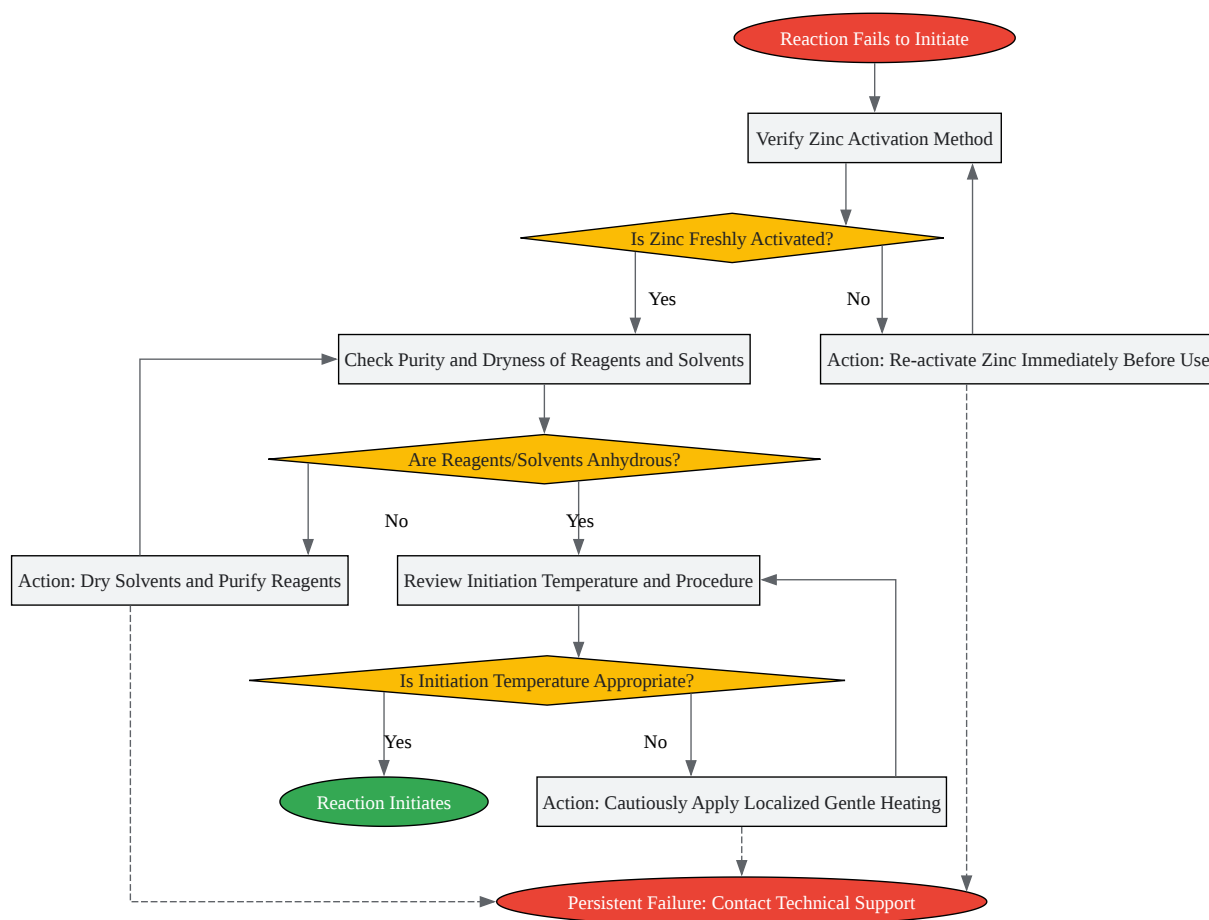 Reaction Fails to Initiate
Verify Zinc Activation Method
Is Zinc Freshly Activated?
Yes
No
Check Purity and Dryness of Reagents and Solvents
Action: Re-activate Zinc Immediately Before Use
Are Reagents/Solvents Anhydrous?
No
Yes
Action: Dry Solvents and Purify Reagents
Review Initiation Temperature and Procedure
Is Initiation Temperature Appropriate?
Yes
No
Reaction Initiates
Action: Cautiously Apply Localized Gentle Heating
Persistent Failure: Contact Technical Support